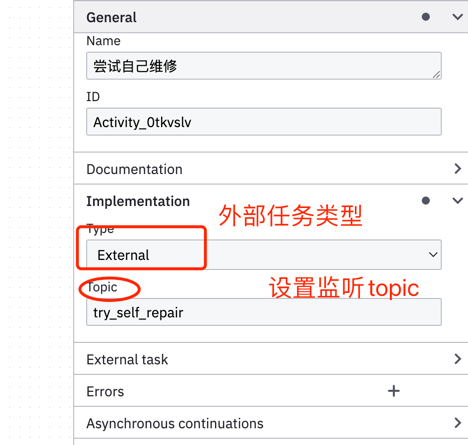 General
Name
尝试自己维修
ID
Activity_0tkvslv
Documentation
Implementation
外部任务类型
Type
External
设置监听topic
Topic
try_self_repair
External task
Errors
Asynchronous continuations